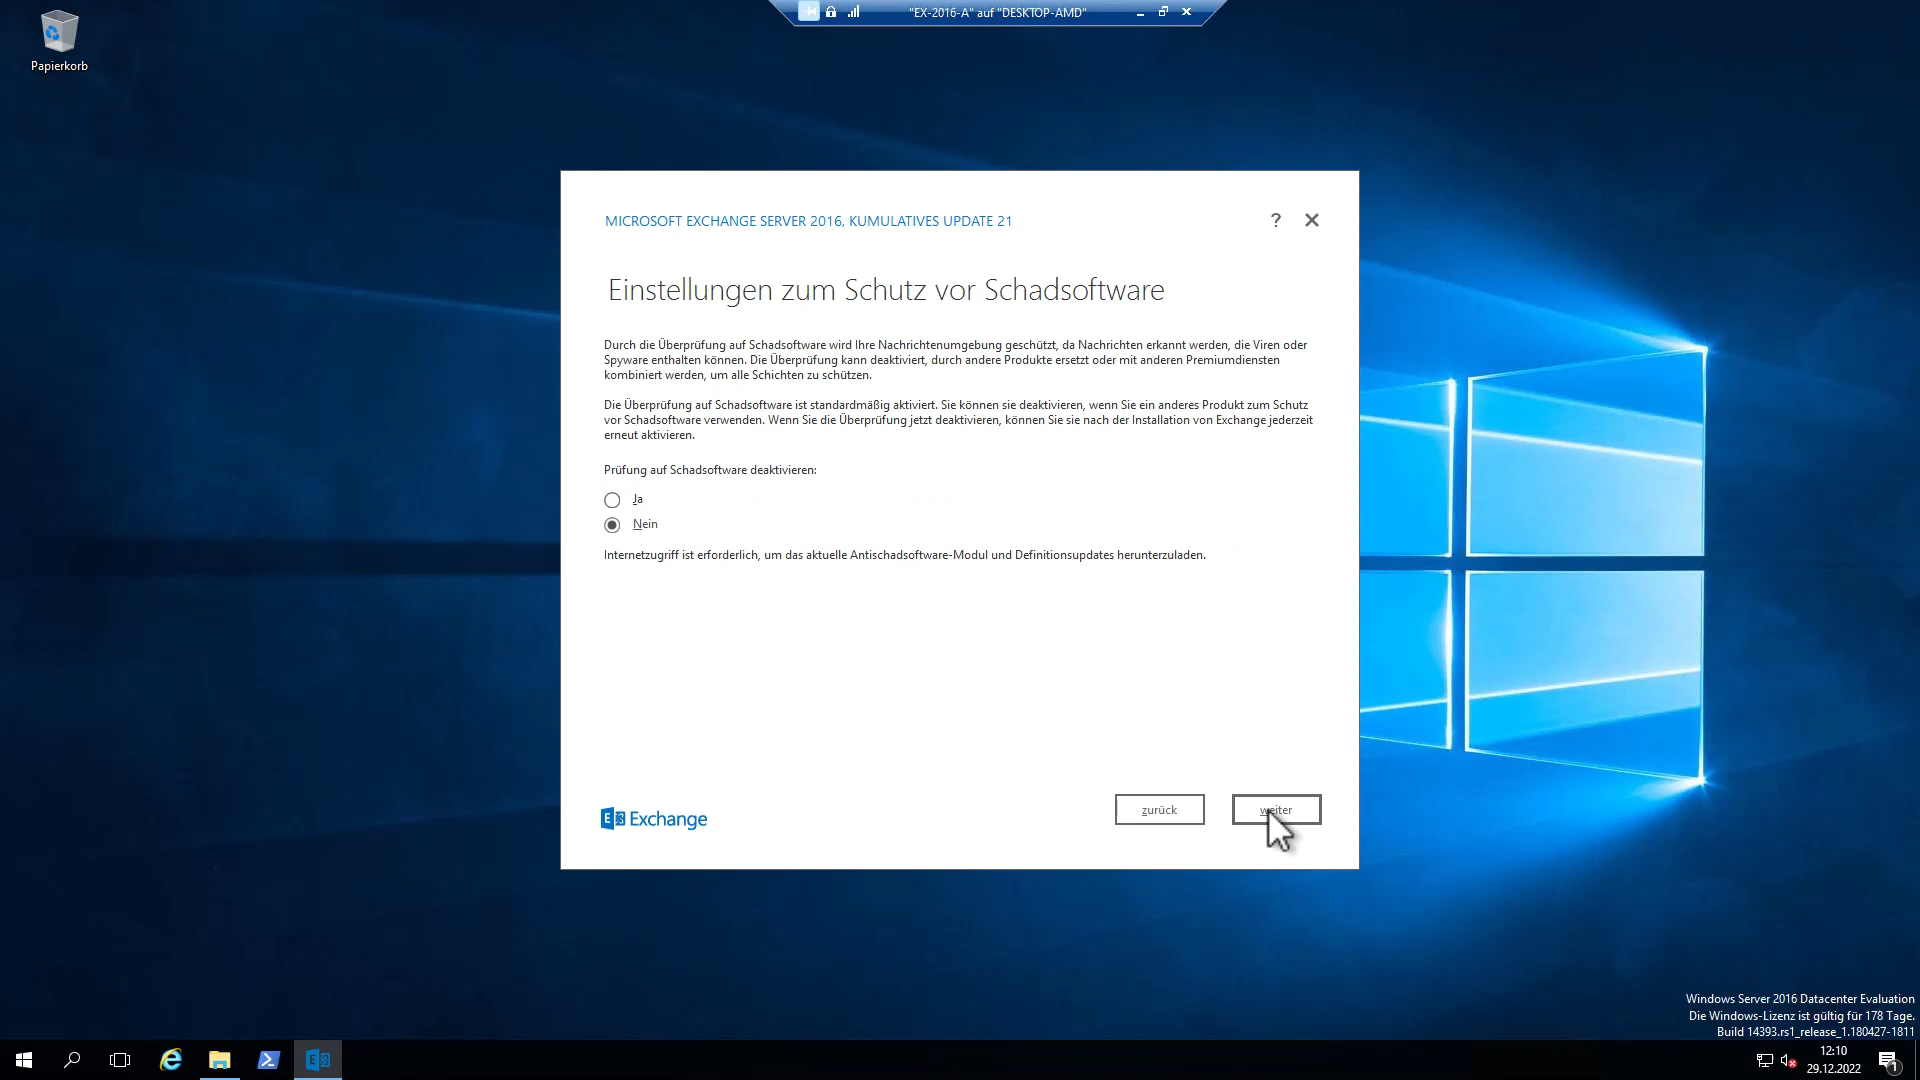 "EX-2016-A" auf "DESKTOP-AMD"
Papierkorb
MICROSOFT EXCHANGE SERVER 2016, KUMULATIVES UPDATE 21
?
Einstellungen zum Schutz vor Schadsoftware
Durch die Überprüfung auf Schadsoftware wird Ihre Nachrichtenumgebung geschützt, da Nachrichten erkannt werden, die Viren oder
Spyware enthalten können. Die Überprüfung kann deaktiviert, durch andere Produkte ersetzt oder mit anderen Premiumdiensten
kombiniert werden, um alle Schichten zu schützen.
Die Überprüfung auf Schadsoftware ist standardmäßig aktiviert. Sie können sie deaktivieren, wenn Sie ein anderes Produkt zum Schutz
vor Schadsoftware verwenden. Wenn Sie die Überprüfung jetzt deaktivieren, können Sie sie nach der Installation von Exchange jederzeit
erneut aktivieren.
Prüfung auf Schadsoftware deaktivieren:
Ja
Nein
Internetzugriff ist erforderlich, um das aktuelle Antischadsoftware-Modul und Definitionsupdates herunterzuladen.
Exchange
zurück
weiter
Windows Server 2016 Datacenter Evaluation
Die Windows-Lizenz ist gültig für 178 Tage.
Build 14393.rs1_release_1.180427-1811
12:10
29.12.2022
1